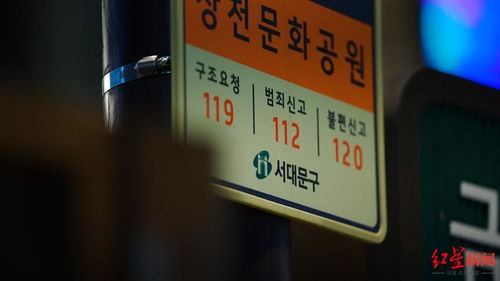 창천문화공원
구조요청 범죄신고 불편신고
119 112 120
서대문구
红星新闻